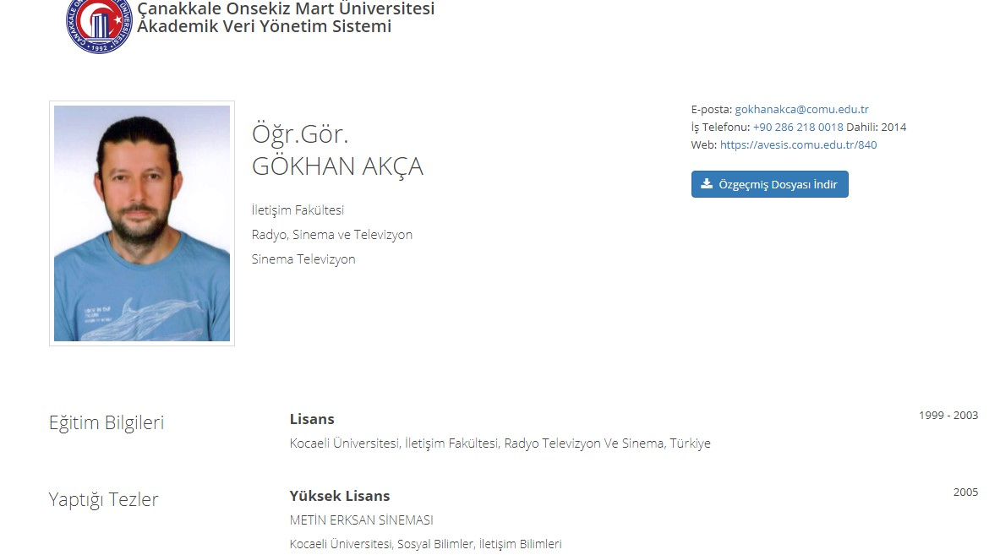 Çanakkale Onsekiz Mart Üniversitesi
Akademik Veri Yönetim Sistemi
1992
Öğr.Gör.
GÖKHAN AKÇA
İletişim Fakültesi
Radyo, Sinema ve Televizyon
Sinema Televizyon
E-posta: gokhanakca@comu.edu.tr
İş Telefonu: +90 286 218 0018 Dahili: 2014
Web: https://avesis.comu.edu.tr/840
Özgeçmiş Dosyası İndir
Eğitim Bilgileri
Lisans
1999 - 2003
Kocaeli Üniversitesi, İletişim Fakültesi, Radyo Televizyon Ve Sinema, Türkiye
Yaptığı Tezler
Yüksek Lisans
2005
METİN ERKSAN SİNEMASI
Kocaeli Üniversitesi, Sosyal Bilimler, İletişim Bilimleri